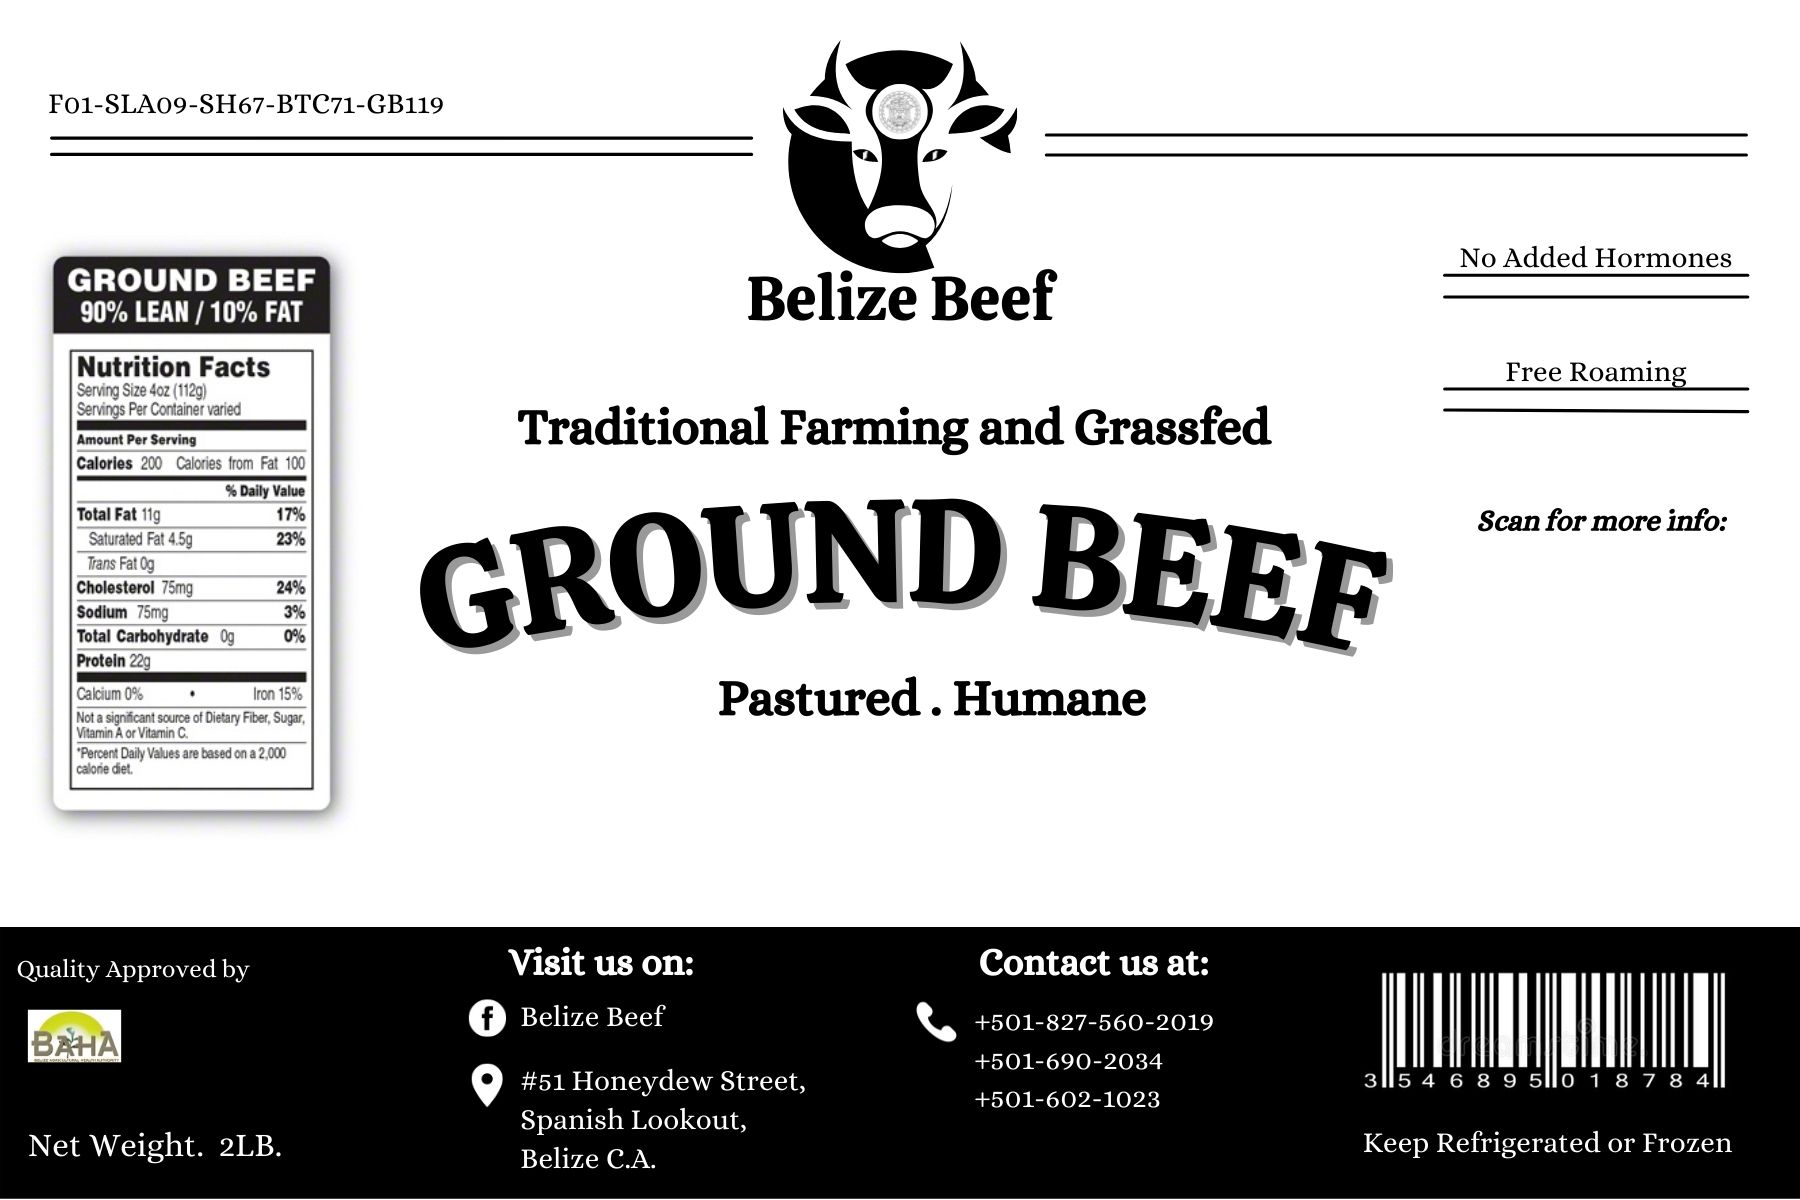 F01-SLA09-SH67-BTC71-GB119
Belize Beef
No Added Hormones
Free Roaming
Scan for more info:
Traditional Farming and Grassfed
GROUND BEEF
Pastured . Humane
GROUND BEEF
90% LEAN / 10% FAT
Nutrition Facts
Serving Size 4oz (112g)
Servings Per Container varied
Amount Per Serving
Calories 200 Calories from Fat 100
% Daily Value
Total Fat 11g 17%
Saturated Fat 4.5g 23%
Trans Fat 0g
Cholesterol 75mg 24%
Sodium 75mg 3%
Total Carbohydrate 0g 0%
Protein 22g
Calcium 0% • Iron 15%
Not a significant source of Dietary Fiber, Sugar,
Vitamin A or Vitamin C.
*Percent Daily Values are based on a 2,000
calorie diet.
Quality Approved by
BAHA
BELIZE AGRICULTURAL HEALTH AUTHORITY
Net Weight. 2LB.
Visit us on:
Belize Beef
#51 Honeydew Street,
Spanish Lookout,
Belize C.A.
Contact us at:
+501-827-560-2019
+501-690-2034
+501-602-1023
dreamstime
3 546895 018784
Keep Refrigerated or Frozen